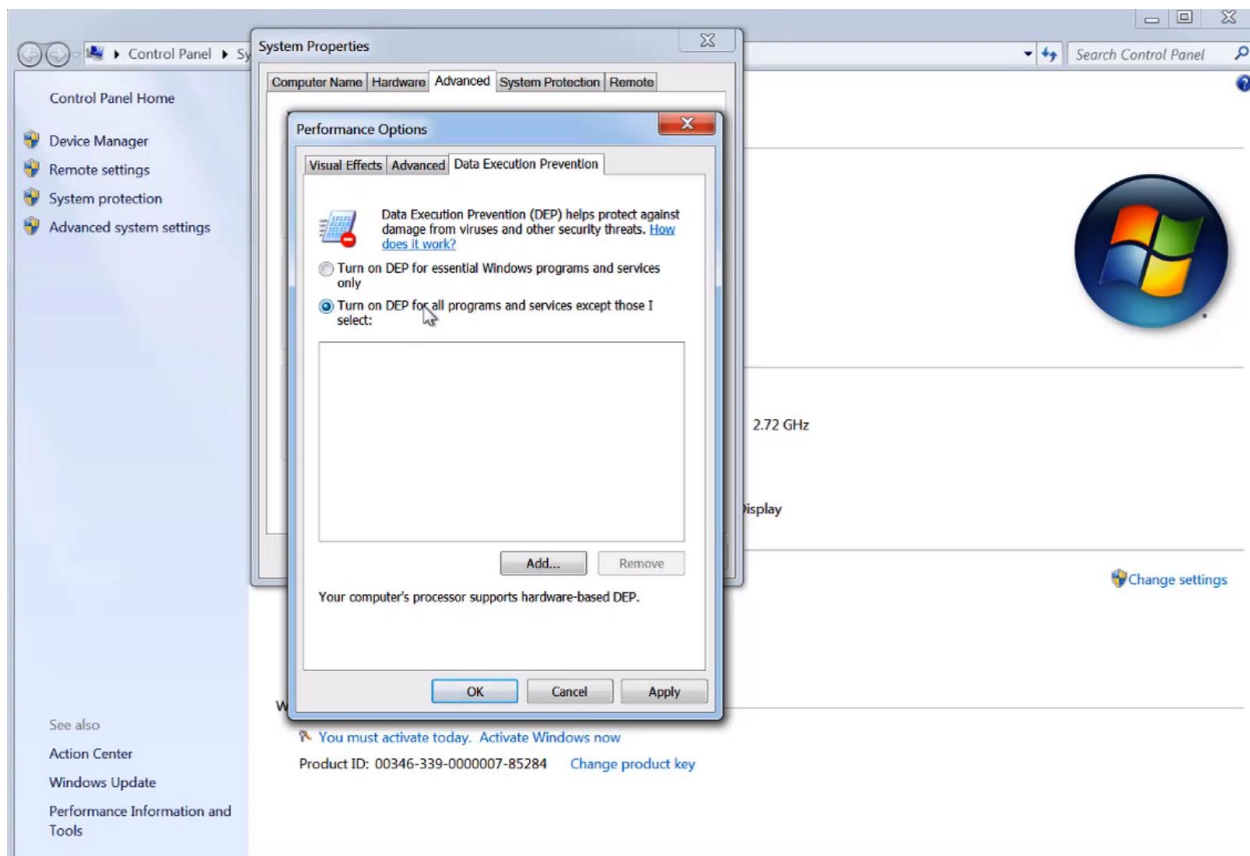 Control Panel
Sy
Search Control Panel
System Properties
Computer Name
Hardware
Advanced
System Protection
Remote
Control Panel Home
Device Manager
Remote settings
System protection
Advanced system settings
Performance Options
Visual Effects
Advanced
Data Execution Prevention
Data Execution Prevention (DEP) helps protect against
damage from viruses and other security threats. How
does it work?
Turn on DEP for essential Windows programs and services
only
Turn on DEP for all programs and services except those I
select:
2.72 GHz
Display
Add...
Remove
Change settings
Your computer's processor supports hardware-based DEP.
OK
Cancel
Apply
W
You must activate today. Activate Windows now
Product ID: 00346-339-0000007-85284
Change product key
See also
Action Center
Windows Update
Performance Information and
Tools